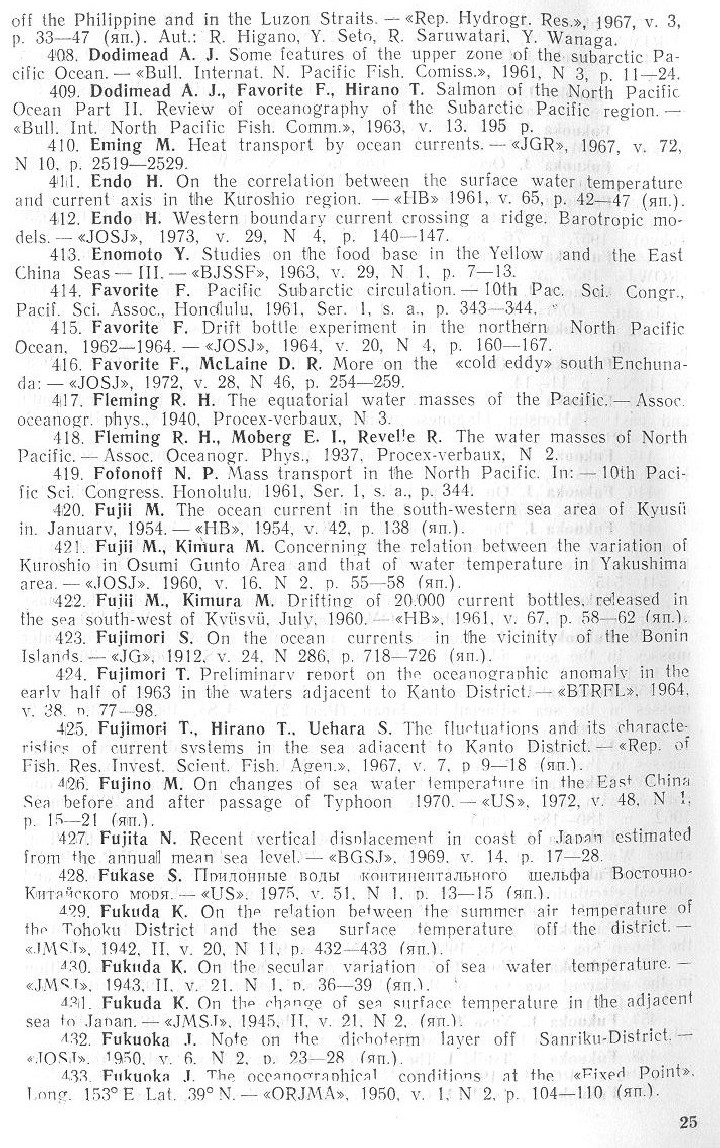 off the Philippine and in the Luzon Straits. — «Rep. Hydrogr. Res.», 1967, v. 3,
p. 33—47 (яп.). Aut.: R. Higano, Y. Seto, R. Saruwatari, Y. Wanaga.
408. Dodimead A. J. Some features of the upper zone of the subarctic Pa-
cific Ocean. — «Bull. Internat. N. Pacific Fish. Comiss.», 1961, N 3, p. 11—24.
409. Dodimead A. J., Favorite F., Hirano T. Salmon of the North Pacific
Ocean Part II. Review of oceanography of the Subarctic Pacific region. —
«Bull. Int. North Pacific Fish. Comm.», 1963, v. 13. 195 p.
410. Eming M. Heat transport by ocean currents. — «JGR», 1967, v. 72,
N 10, p. 2519—2529.
411. Endo H. On the correlation between the surface water temperature
and current axis in the Kuroshio region. — «HB» 1961, v. 65, p. 42—47 (яп.).
412. Endo H. Western boundary current crossing a ridge. Barotropic mo-
dels. — «JOSJ», 1973, v. 29, N 4, p. 140—147.
413. Enomoto Y. Studies on the food base in the Yellow and the East
China Seas — III. — «BJSSF», 1963, v. 29, N 1, p. 7—13.
414. Favorite F. Pacific Subarctic circulation. — 10th Pac. Sci. Congr.,
Pacif. Sci. Assoc., Honolulu, 1961, Ser. 1, s. a., p. 343—344.
415. Favorite F. Drift bottle experiment in the northern North Pacific
Ocean, 1962—1964. — «JOSJ», 1964, v. 20, N 4, p. 160—167.
416. Favorite F., McLaine D. R. More on the «cold eddy» south Enchuna-
da: — «JOSJ», 1972, v. 28, N 46, p. 254—259.
417. Fleming R. H. The equatorial water masses of the Pacific. — Assoc.
oceanogr. phys., 1940, Procex-verbaux, N 3.
418. Fleming R. H., Moberg E. I., Revelle R. The water masses of North
Pacific. — Assoc. Oceanogr. Phys., 1937, Procex-verbaux, N 2.
419. Fofonoff N. P. Mass transport in the North Pacific. In: — 10th Paci-
fic Sci. Congress. Honolulu, 1961, Ser. 1, s. a., p. 344.
420. Fujii M. The ocean current in the south-western sea area of Kyusii
in. January, 1954. — «HB», 1954, v. 42, p. 138 (яп.).
421. Fujii M., Kimura M. Concerning the relation between the variation of
Kuroshio in Osumi Gunto Area and that of water temperature in Yakushima
area. — «JOSJ», 1960, v. 16, N 2, p. 55—58 (яп.).
422. Fujii M., Kimura M. Drifting of 20.000 current bottles, released in
the sea south-west of Kviisvii, July, 1960. — «HB», 1961, v. 67, p. 58—62 (яп.).
423. Fujimori S. On the ocean currents in the vicinity of the Bonin
Islands. — «JG», 1912, v. 24, N 286, p. 718—726 (яп.).
424. Fujimori T. Preliminary report on the oceanographic anomaly in the
early half of 1963 in the waters adjacent to Kanto District. — «BTRFL», 1964,
v. 38, p. 77—98.
425. Fujimori T., Hirano T., Uehara S. The fluctuations and its characte-
ristics of current systems in the sea adjacent to Kanto District. — «Rep. of
Fish. Res. Invest. Scient. Fish. Agen.», 1967, v. 7, p 9—18 (яп.).
426. Fujino M. On changes of sea water temperature in the East China
Sea before and after passage of Typhoon 1970. — «US», 1972, v. 48, N 1,
p. 15—21 (яп.).
427. Fujita N. Recent vertical displacement in coast of Japan estimated
from the annual mean sea level. — «BGSJ», 1969, v. 14, p. 17—28.
428. Fukase S. Придонные воды континентального шельфа Восточно-
Китайского моря. — «US», 1975, v. 51, N 1, p. 13—15 (яп.).
429. Fukuda K. On the relation between the summer air temperature of
the Tohoku District and the sea surface temperature off the district. —
«JMSJ», 1942, II, v. 20, N 11, p. 432—433 (яп.).
430. Fukuda K. On the secular variation of sea water temperature. —
«JMSJ», 1943, II, v. 21, N 1, p. 36—39 (яп.).
431. Fukuda K. On the change of sea surface temperature in the adjacent
sea to Japan. — «JMSJ», 1945, II, v. 21, N 2, (яп.).
432. Fukuoka J. Note on the dichoterm layer off Sanriku-District. —
«JOSJ», 1950, v. 6, N 2, p. 23—28 (яп.).
433. Fukuoka J. The oceanographical conditions at the «Fixed Point»,
Long. 153° E Lat. 39° N. — «ORJMA», 1950, v. 1, N 2, p. 104—110 (яп.).
25